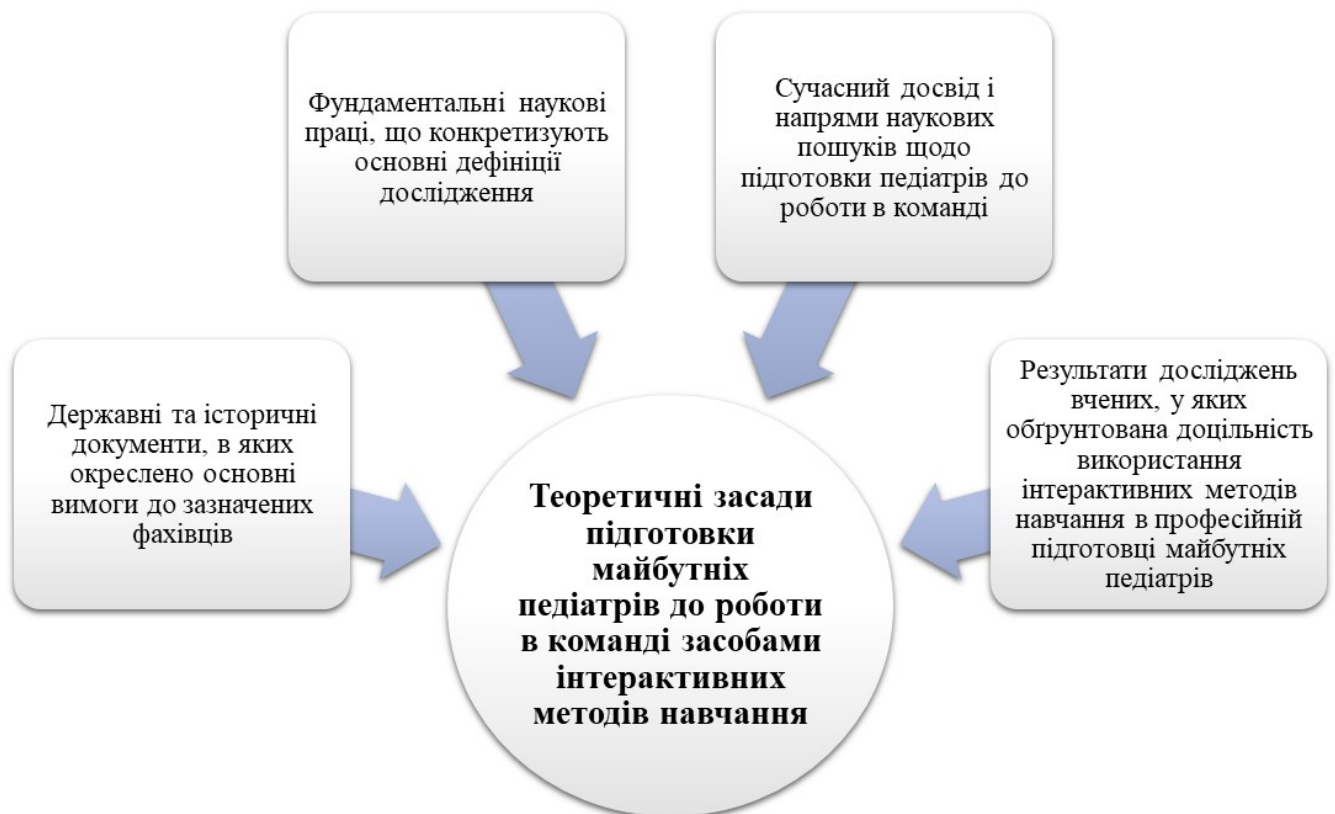 Фундаментальні наукові
праці, що конкретизують
основні дефініції
дослідження
Сучасний досвід і
напрями наукових
пошуків щодо
підготовки педіатрів до
роботи в команді
Державні та історичні
документи, в яких
окреслено основні
вимоги до зазначених
фахівців
Результати досліджень
вчених, у яких
обґрунтована доцільність
використання
інтерактивних методів
навчання в професійній
підготовці майбутніх
педіатрів
Теоретичні засади
підготовки
майбутніх
педіатрів до роботи
в команді засобами
інтерактивних
методів навчання